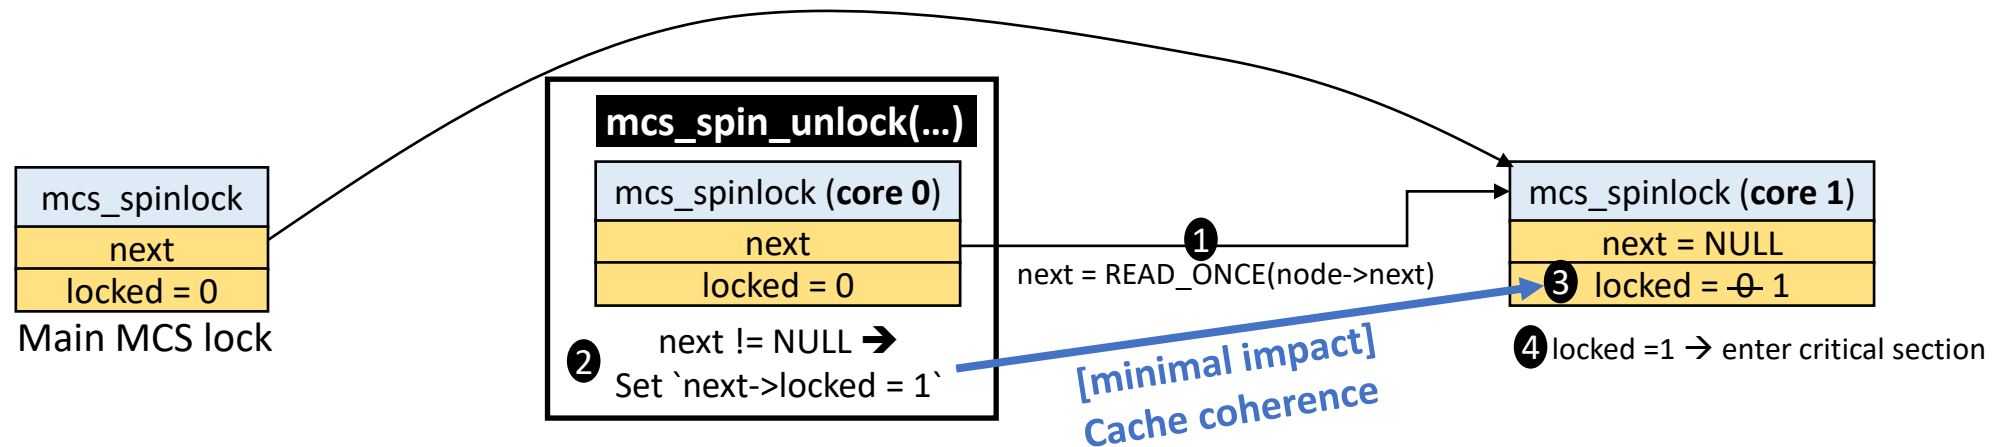 mcs_spinlock
next
locked = 0
Main MCS lock
mcs_spin_unlock(…)
mcs_spinlock (core 0)
next
locked = 0
2
next != NULL ➔
Set `next->locked = 1`
1
next = READ_ONCE(node->next)
[minimal impact]
Cache coherence
mcs_spinlock (core 1)
next = NULL
3 locked = 0 1
4 locked =1 → enter critical section